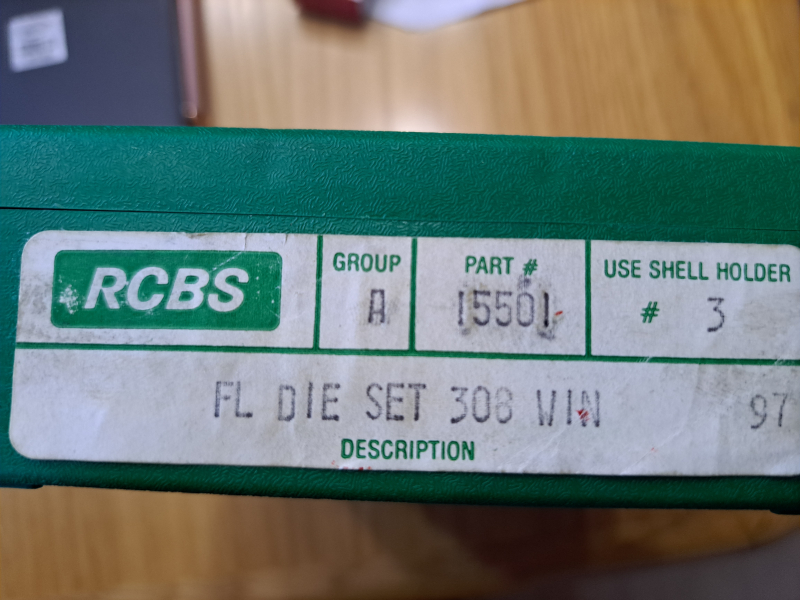 RCBS
GROUP
A
PART #
15501
USE SHELL HOLDER
# 3
FL DIE SET 308 WIN 97
DESCRIPTION